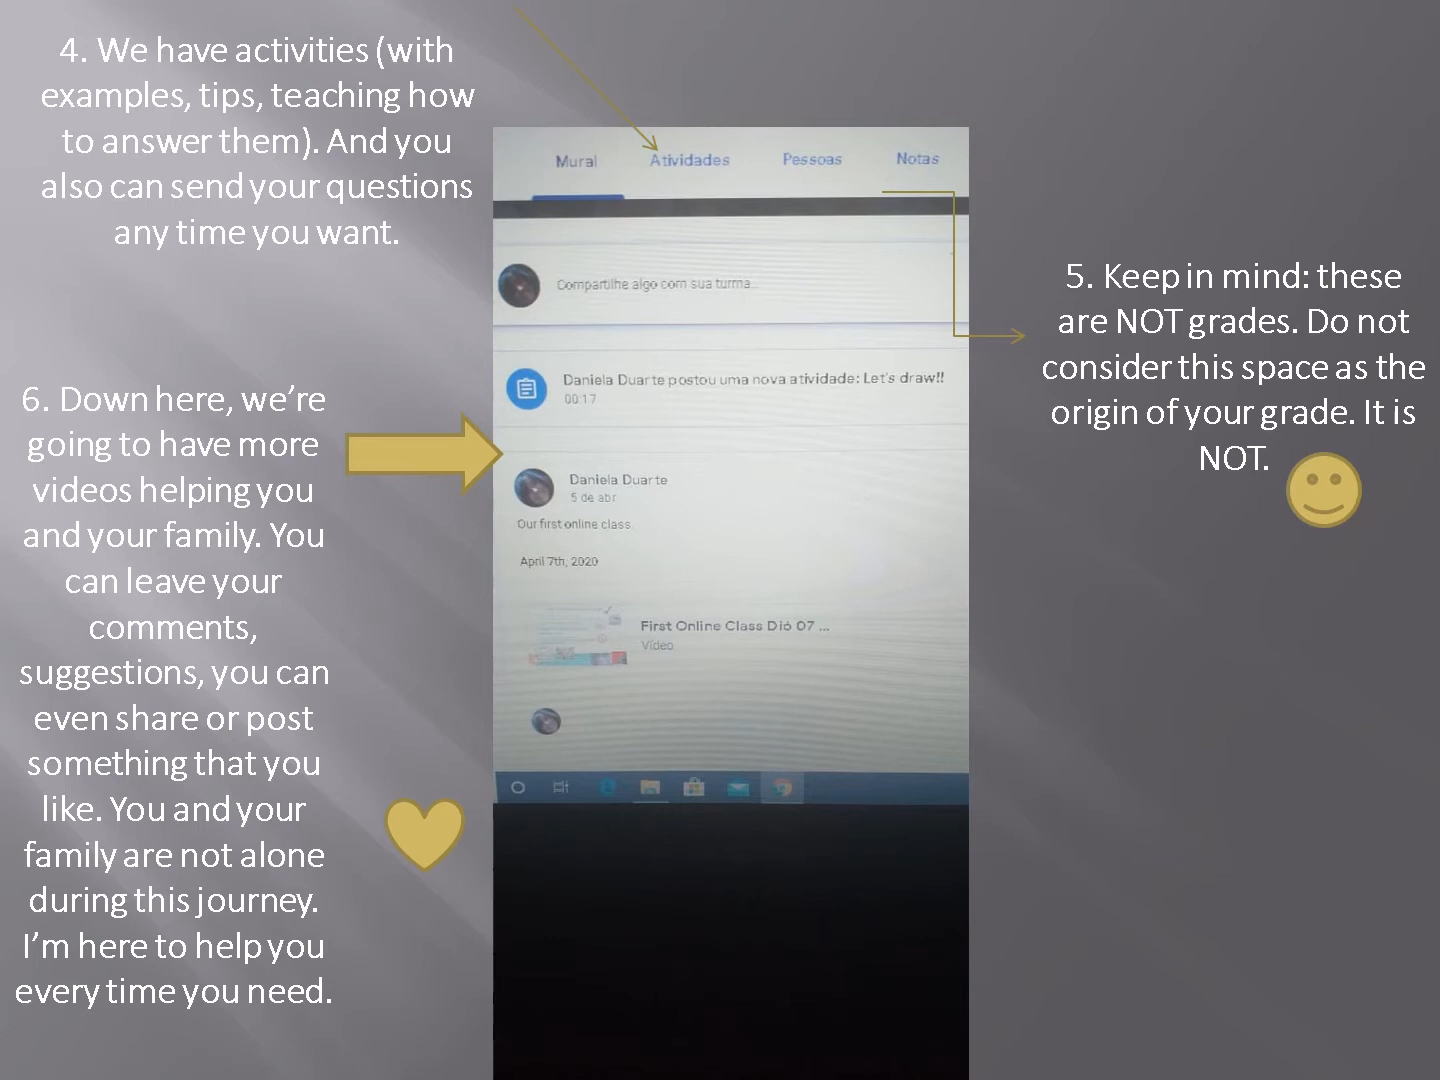 4. We have activities (with
examples, tips, teaching how
to answer them). And you
also can send your questions
any time you want.
Mural
Atividades
Pessoas
Notas
Compartilhe algo com sua turma...
5. Keep in mind: these
are NOT grades. Do not
consider this space as the
origin of your grade. It is
NOT.
Daniela Duarte postou uma nova atividade: Let's draw!!
00:17
6. Down here, we’re
going to have more
videos helping you
and your family. You
can leave your
comments,
suggestions, you can
even share or post
something that you
like. You and your
family are not alone
during this journey.
I’m here to help you
every time you need.
Daniela Duarte
5 de abr
Our first online class.
April 7th, 2020
First Online Class Dió 07 ...
Vídeo